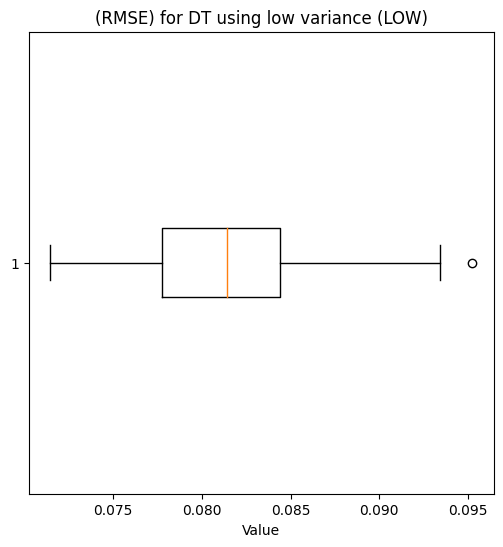 (RMSE) for DT using low variance (LOW)
1
0.075 0.080 0.085 0.090 0.095
Value